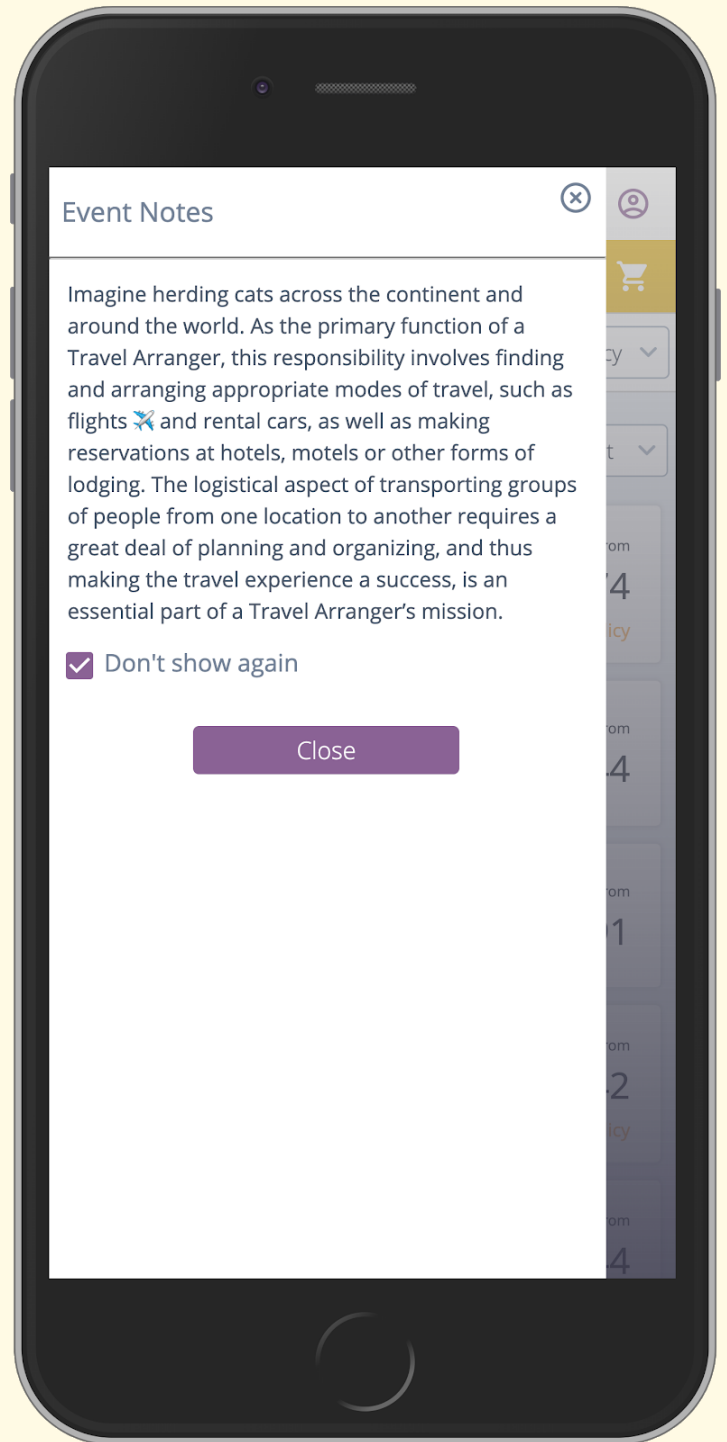 Event Notes
Imagine herding cats across the continent and
around the world. As the primary function of a
Travel Arranger, this responsibility involves finding
and arranging appropriate modes of travel, such as
flights ✈️ and rental cars, as well as making
reservations at hotels, motels or other forms of
lodging. The logistical aspect of transporting groups
of people from one location to another requires a
great deal of planning and organizing, and thus
making the travel experience a success, is an
essential part of a Travel Arranger’s mission.
Don't show again
Close